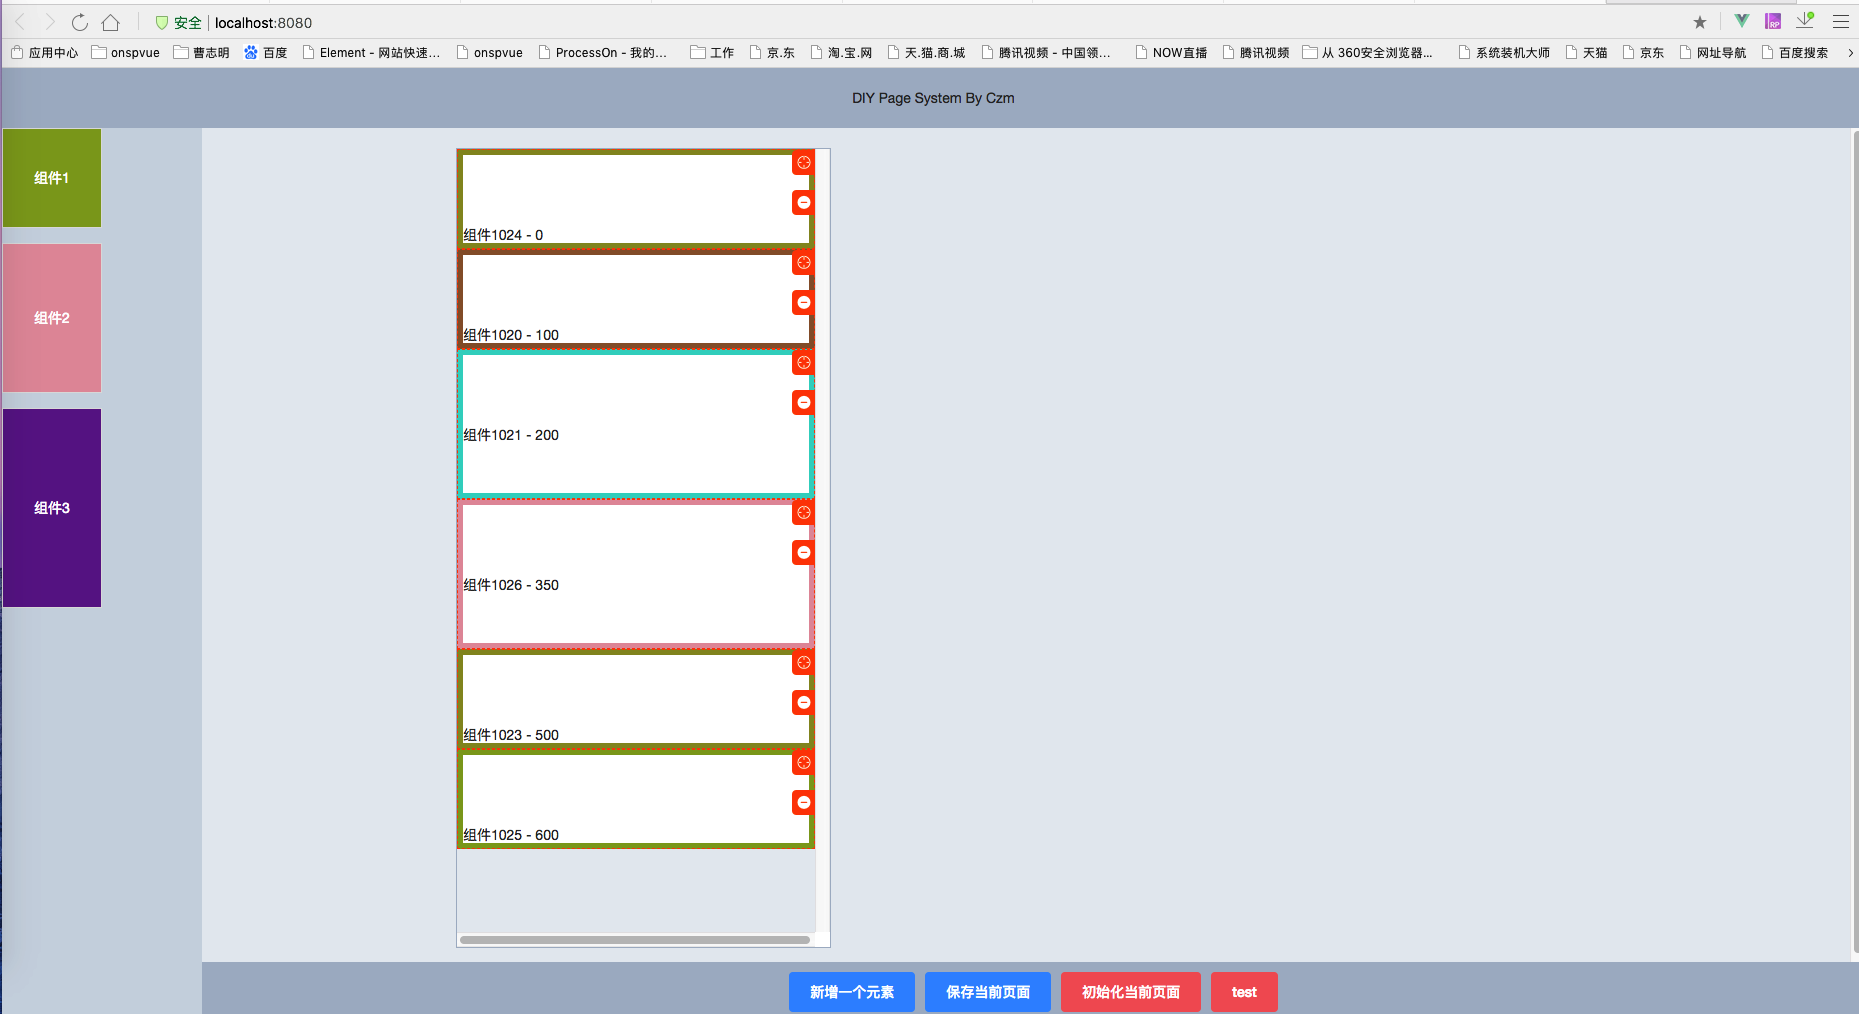 安全 localhost:8080
应用中心 onspvue 曹志明 百度 Element - 网站快速... onspvue ProcessOn - 我的... 工作 京.东 淘.宝.网 天.猫.商.城 腾讯视频 - 中国领... NOW直播 腾讯视频 从 360安全浏览器... 系统装机大师 天猫 京东 网址导航 百度搜索
DIY Page System By Czm
组件1
组件2
组件3
组件1024 - 0
组件1020 - 100
组件1021 - 200
组件1026 - 350
组件1023 - 500
组件1025 - 600
新增一个元素 保存当前页面 初始化当前页面 test
RP